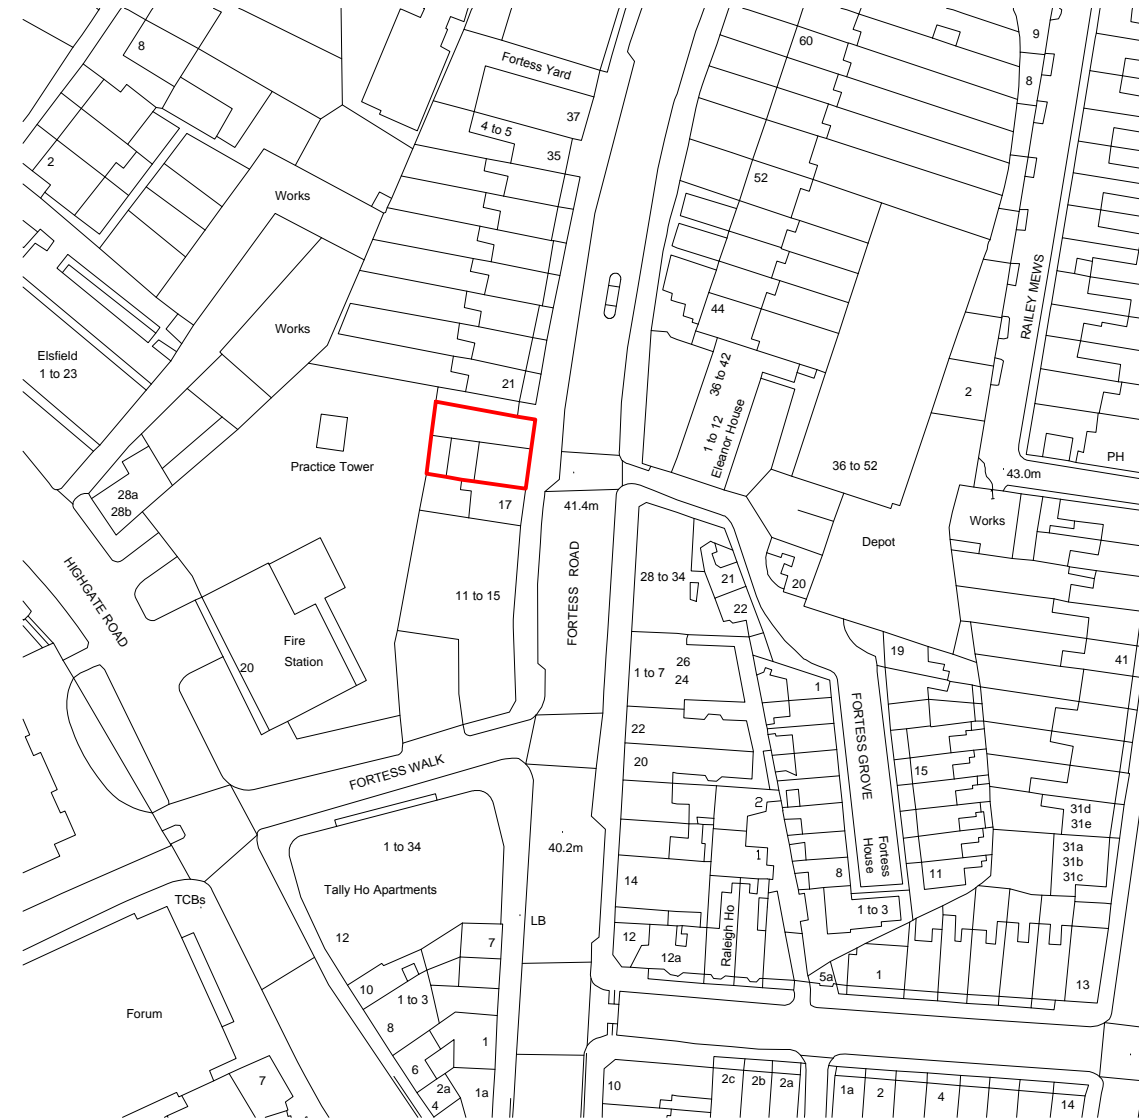 8
Fortess Yard
37
4 to 5
35
60
9
8
2
Works
52
Works
44
RAILEY MEWS
Elsfield
1 to 23
21
36 to 42
1 to 12
Eleanor House
2
Practice Tower
36 to 52
PH
43.0m
28a
28b
17
41.4m
Works
Depot
HIGHGATE ROAD
FORTESS ROAD
28 to 34
21
20
22
11 to 15
Fire
Station
20
19
41
1 to 7
26
24
1
FORTESS GROVE
22
20
15
FORTESS WALK
2
31d
31e
1 to 34
40.2m
1
Fortess
House
31a
31b
31c
8
11
14
Tally Ho Apartments
TCBs
1 to 3
LB
12
7
12
12a
Raleigh Ho
5a
1
13
10
1 to 3
Forum
8
1
6
7
2a
4
1a
10
2c
2b
2a
1a
2
4
14